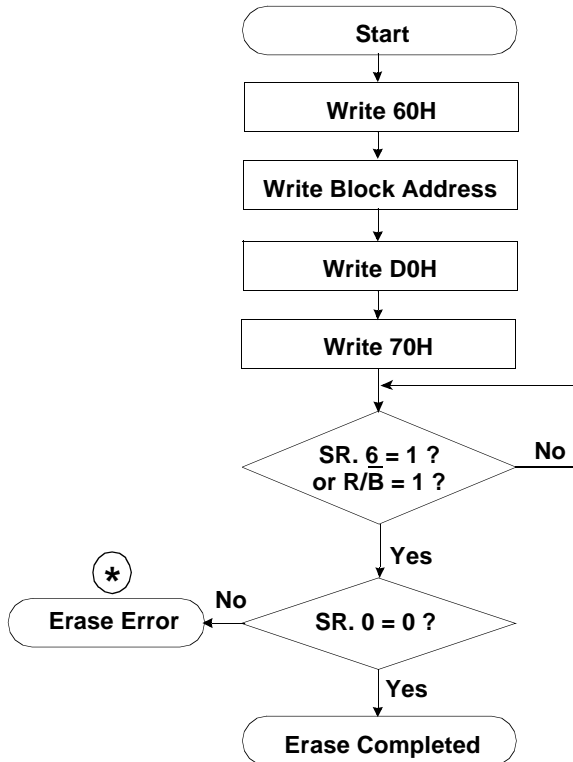 Start
Write 60H
Write Block Address
Write D0H
Write 70H
SR. 6 = 1 ?
or R/B̅ = 1 ?
No
Yes
*
No
Erase Error
SR. 0 = 0 ?
Yes
Erase Completed